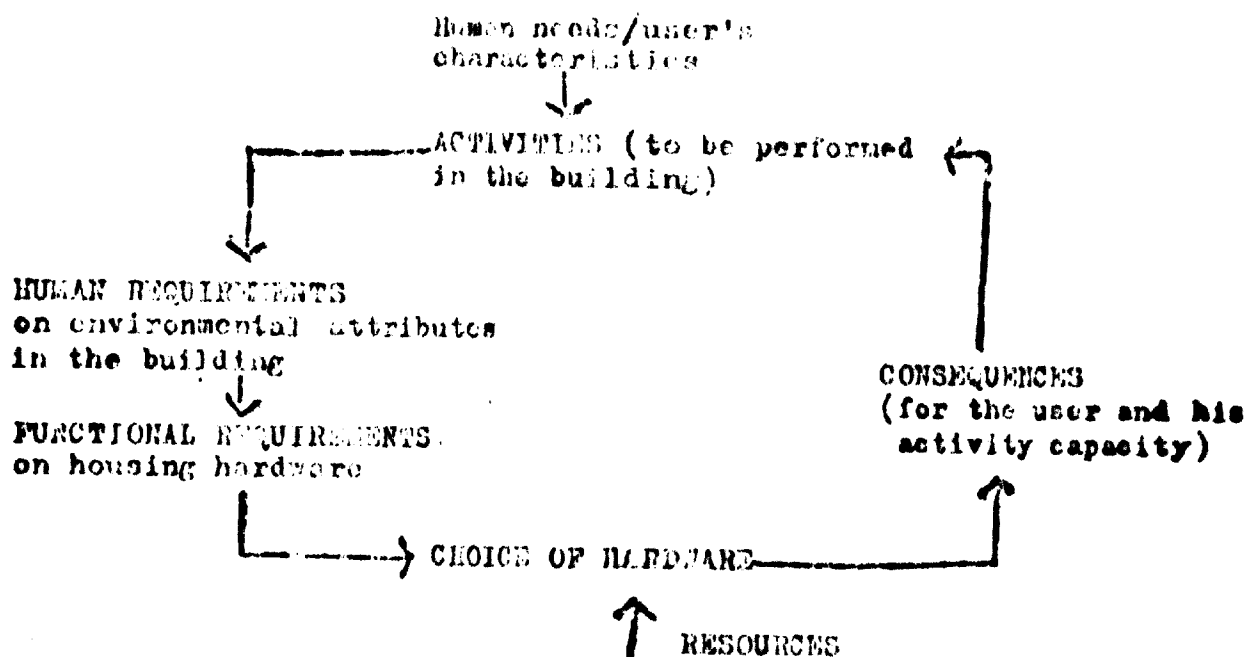 Human needs/user's
characteristics
ACTIVITIES (to be performed
in the building)
HUMAN REQUIREMENTS
on environmental attributes
in the building
FUNCTIONAL REQUIREMENTS
on housing hardware
CONSEQUENCES
(for the user and his
activity capacity)
CHOICE OF HARDWARE
RESOURCES